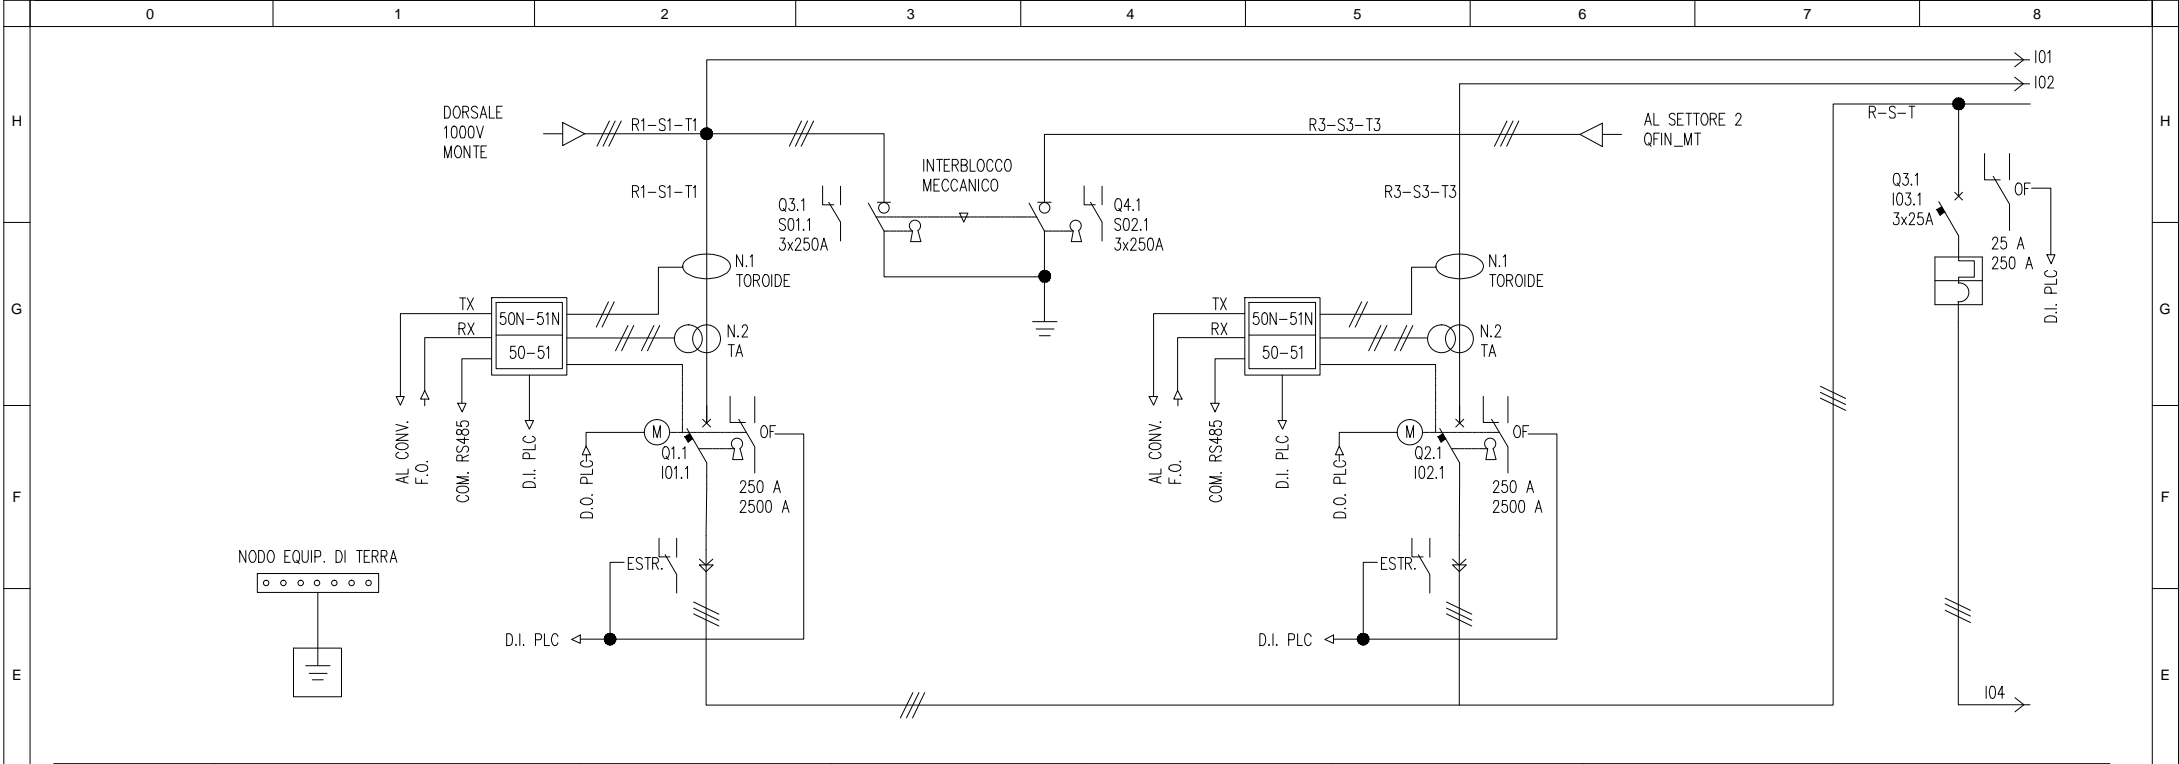 0 1 2 3 4 5 6 7 8
H
G
F
E
H
G
F
E
I01
I02
DORSALE
1000V
MONTE
R1-S1-T1
R1-S1-T1
INTERBLOCCO
MECCANICO
Q3.1
S01.1
3x250A
Q4.1
S02.1
3x250A
R3-S3-T3
R3-S3-T3
AL SETTORE 2
QFIN_MT
R-S-T
Q3.1
I03.1
3x25A
OF
25 A
250 A
D.I. PLC
N.1
TOROIDE
TX
RX
50N-51N
50-51
N.2
TA
AL CONV.
F.O.
COM. RS485
D.I. PLC
D.O. PLC
M
Q1.1
I01.1
OF
250 A
2500 A
ESTR.
D.I. PLC
N.1
TOROIDE
TX
RX
50N-51N
50-51
N.2
TA
AL CONV.
F.O.
COM. RS485
D.I. PLC
D.O. PLC
M
Q2.1
I02.1
OF
250 A
2500 A
ESTR.
D.I. PLC
NODO EQUIP. DI TERRA
I04